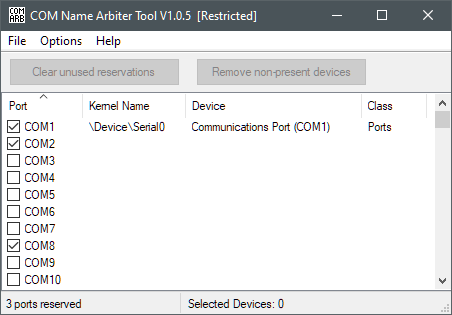 COM ARB COM Name Arbiter Tool V1.0.5 [Restricted]
File Options Help
Clear unused reservations Remove non-present devices
Port Kernel Name Device Class
COM1 \Device\Serial0 Communications Port (COM1) Ports
COM2
COM3
COM4
COM5
COM6
COM7
COM8
COM9
COM10
3 ports reserved Selected Devices: 0